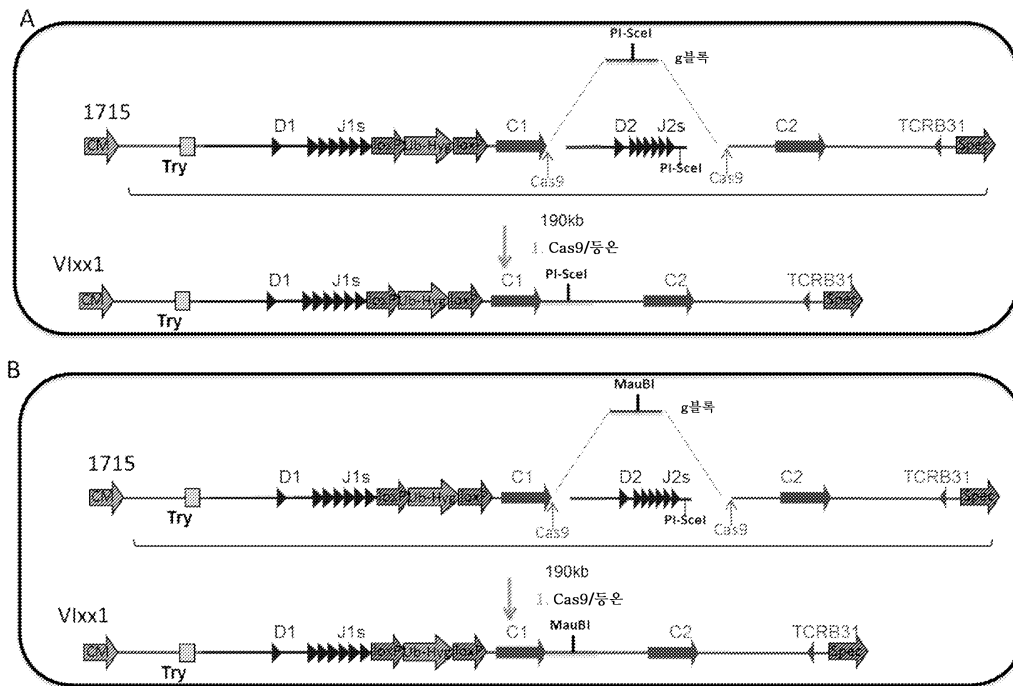 A
PI-SceI
g블록
1715
D1 J1s C1 D2 J2s C2 TCRB31
CM loxP Ub-Hyg lox Spec
Try PI-SceI
Cas9 Cas9
190kb
1. Cas9/등온
VIxx1
D1 J1s C1 PI-SceI C2 TCRB31
CM loxP Ub-Hyg lox Spec
Try
B
MauBI
g블록
1715
D1 J1s C1 D2 J2s C2 TCRB31
CM loxP Ub-Hyg lox Spec
Try PI-SceI
Cas9 Cas9
190kb
1. Cas9/등온
VIxx1
D1 J1s C1 MauBI C2 TCRB31
CM loxP Ub-Hyg lox Spec
Try